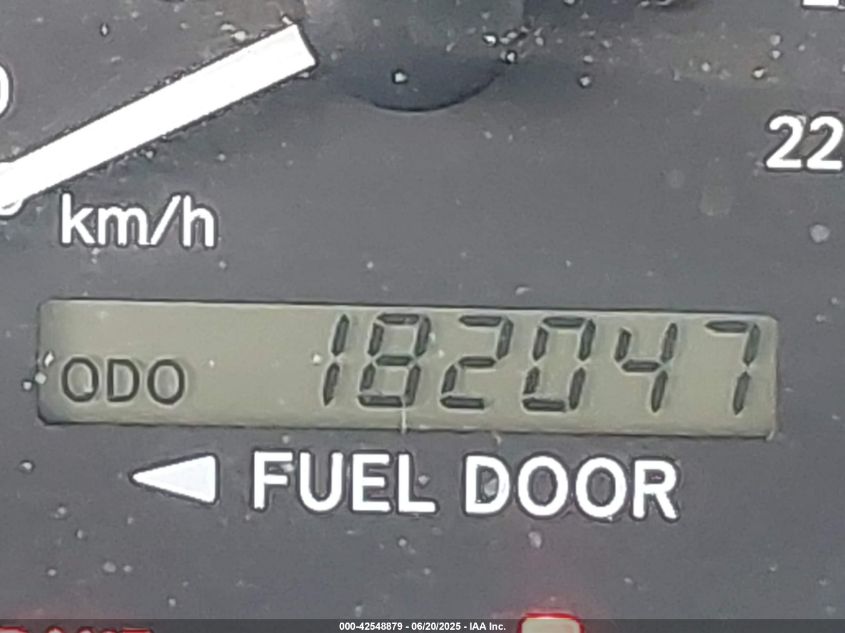 22
km/h
ODO 182047
FUEL DOOR
000-42548879 - 06/20/2025 - IAA Inc.